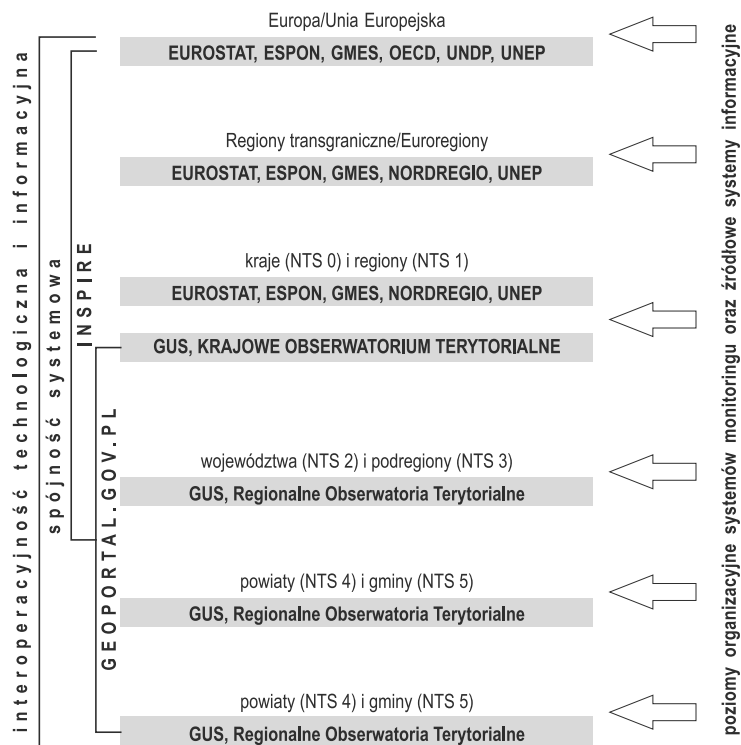 interoperacyjność technologiczna i informacyjna
spójność systemowa
INSPIRE
GEOPORTAL.GOV.PL
Europa/Unia Europejska
EUROSTAT, ESPON, GMES, OECD, UNDP, UNEP
Regiony transgraniczne/Euroregiony
EUROSTAT, ESPON, GMES, NORDREGIO, UNEP
kraje (NTS 0) i regiony (NTS 1)
EUROSTAT, ESPON, GMES, NORDREGIO, UNEP
GUS, KRAJOWE OBSERWATORIUM TERYTORIALNE
województwa (NTS 2) i podregiony (NTS 3)
GUS, Regionalne Obserwatoria Terytorialne
powiaty (NTS 4) i gminy (NTS 5)
GUS, Regionalne Obserwatoria Terytorialne
powiaty (NTS 4) i gminy (NTS 5)
GUS, Regionalne Obserwatoria Terytorialne
poziomy organizacyjne systemów monitoringu oraz źródłowe systemy informacyjne